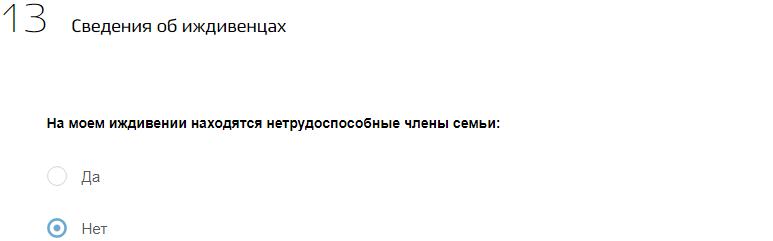 13 Сведения об иждивенцах
На моем иждивении находятся нетрудоспособные члены семьи:
Да
Нет